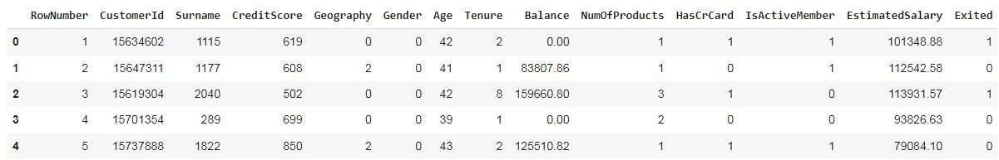 RowNumber CustomerId Surname CreditScore Geography Gender Age Tenure Balance NumOfProducts HasCrCard IsActiveMember EstimatedSalary Exited
0 1 15634602 1115 619 0 0 42 2 0.00 1 1 1 101348.88 1
1 2 15647311 1177 608 2 0 41 1 83807.86 1 0 1 112542.58 0
2 3 15619304 2040 502 0 0 42 8 159660.80 3 1 0 113931.57 1
3 4 15701354 289 699 0 0 39 1 0.00 2 0 0 93826.63 0
4 5 15737888 1822 850 2 0 43 2 125510.82 1 1 1 79084.10 0